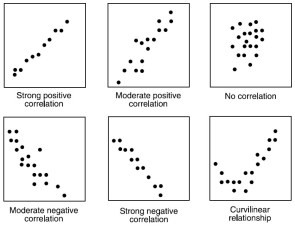 Strong positive
correlation
Moderate positive
correlation
No correlation
Moderate negative
correlation
Strong negative
correlation
Curvilinear
relationship